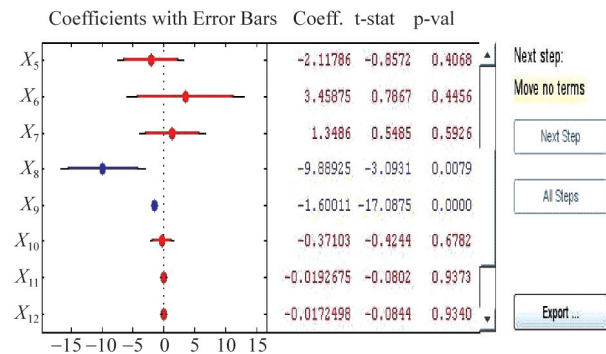 Coefficients with Error Bars Coeff. t-stat p-val
X5 -2.11786 -0.8572 0.4068
X6 3.45875 0.7867 0.4456
X7 1.3486 0.5485 0.5926
X8 -9.88925 -3.0931 0.0079
X9 -1.60011 -17.0875 0.0000
X10 -0.37103 -0.4244 0.6782
X11 -0.0192675 -0.0802 0.9373
X12 -0.0172498 -0.0844 0.9340
−15 −10 −5 0 5 10 15
Next step:
Move no terms
Next Step
All Steps
Export ...